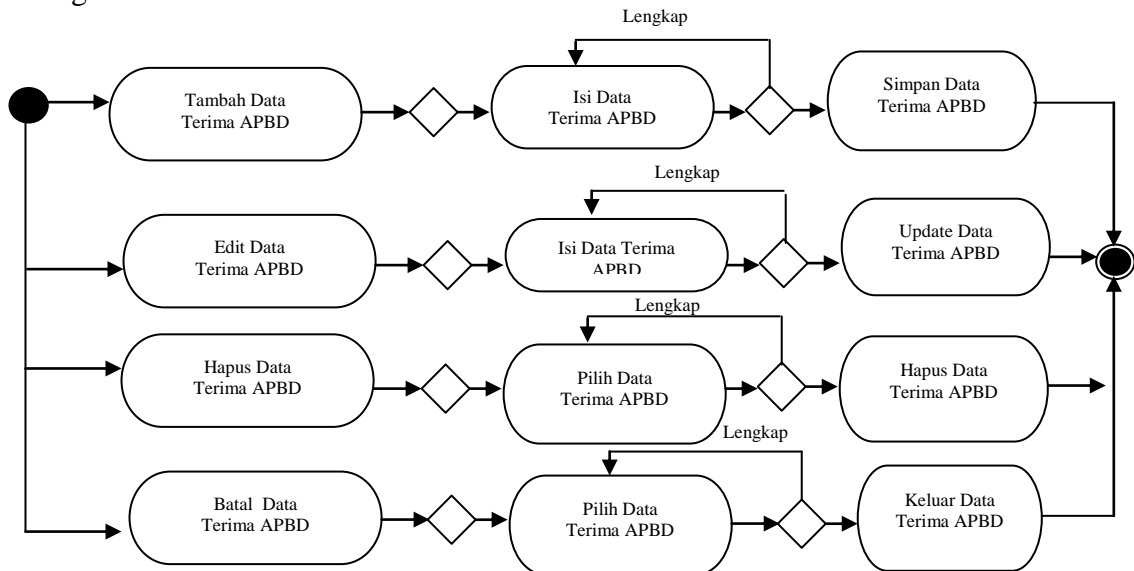 g
Lengkap
Tambah Data
Terima APBD
Isi Data
Terima APBD
Simpan Data
Terima APBD
Lengkap
Edit Data
Terima APBD
Isi Data Terima
APBD
Update Data
Terima APBD
Lengkap
Hapus Data
Terima APBD
Pilih Data
Terima APBD
Hapus Data
Terima APBD
Lengkap
Batal Data
Terima APBD
Pilih Data
Terima APBD
Keluar Data
Terima APBD